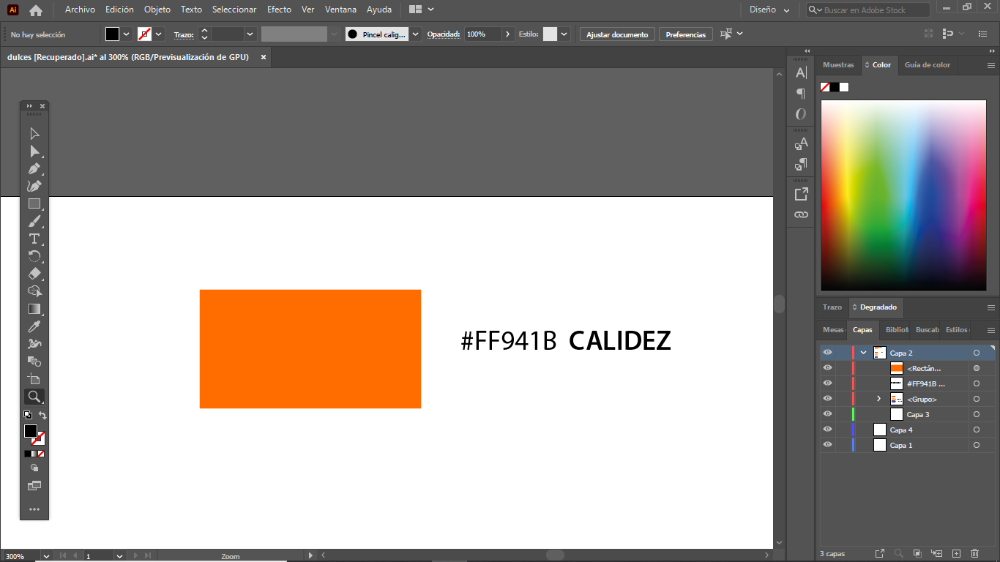 Ai Archivo Edición Objeto Texto Seleccionar Efecto Ver Ventana Ayuda Diseño Buscar en Adobe Stock
No hay selección Trazo: Pincel calig... Opacidad: 100% Estilo: Ajustar documento Preferencias
dulces [Recuperado].ai* al 300% (RGB/Previsualización de GPU)
Muestras Color Guía de color
#FF941B CALIDEZ
Trazo Degradado
Mesas Capas Bibliot Buscat Estilos
Capa 2
<Rectán...
#FF941B ...
<Grupo>
Capa 3
Capa 4
Capa 1
300% 1 Zoom 3 capas